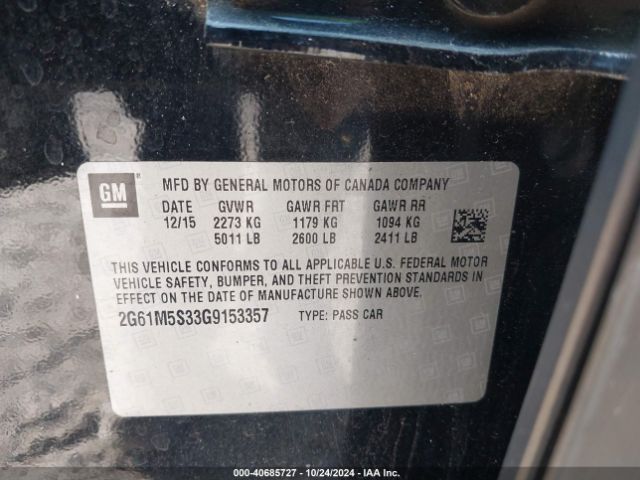 GM ®
MFD BY GENERAL MOTORS OF CANADA COMPANY
DATE GVWR GAWR FRT GAWR RR
12/15 2273 KG 1179 KG 1094 KG
5011 LB 2600 LB 2411 LB
THIS VEHICLE CONFORMS TO ALL APPLICABLE U.S. FEDERAL MOTOR
VEHICLE SAFETY, BUMPER, AND THEFT PREVENTION STANDARDS IN
EFFECT ON THE DATE OF MANUFACTURE SHOWN ABOVE.
2G61M5S33G9153357 TYPE: PASS CAR
000-40685727 - 10/24/2024 - IAA Inc.